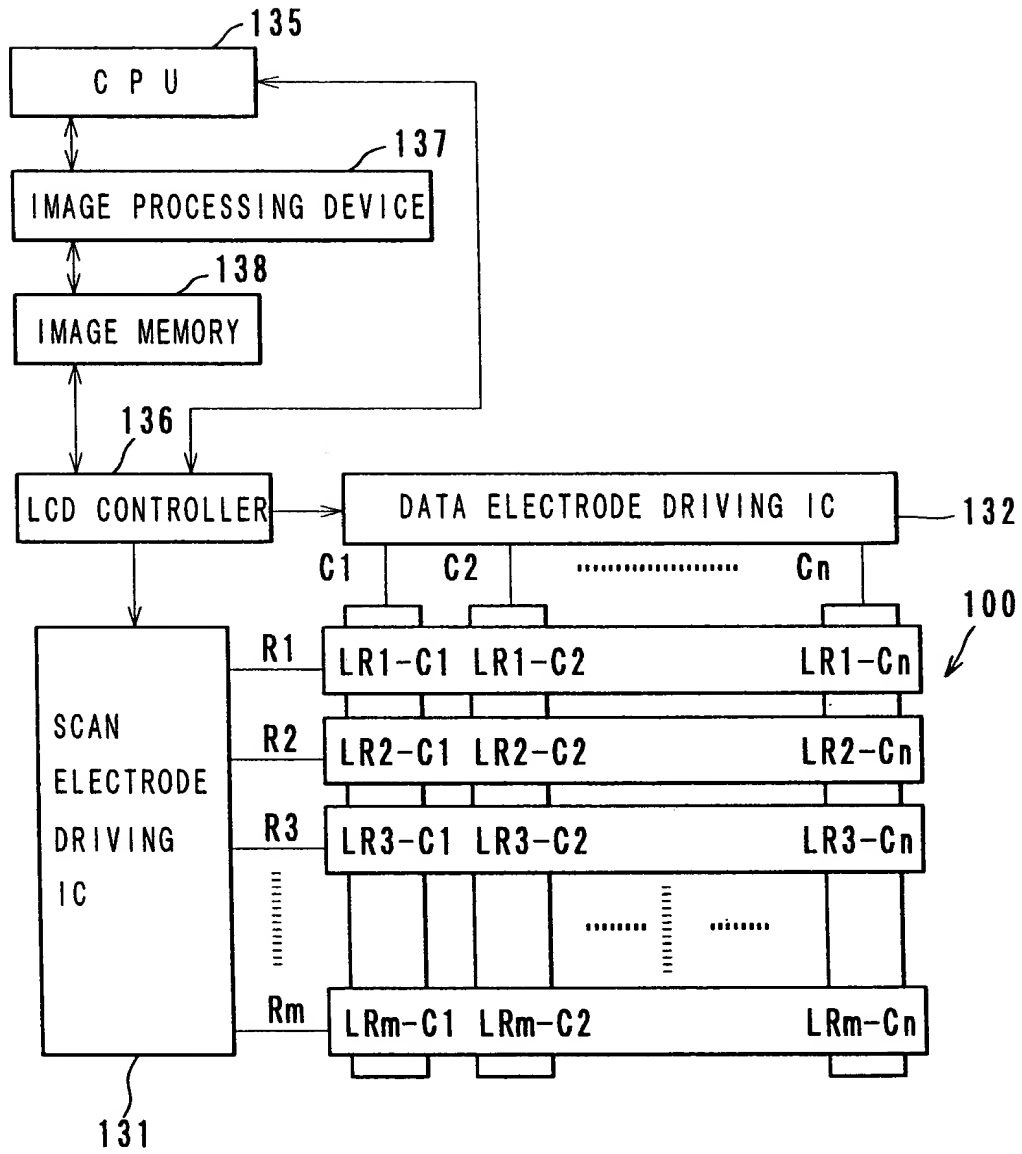 135
C P U
137
IMAGE PROCESSING DEVICE
138
IMAGE MEMORY
136
LCD CONTROLLER
DATA ELECTRODE DRIVING IC
132
C1 C2 Cn
100
R1
LR1-C1 LR1-C2 LR1-Cn
SCAN
ELECTRODE
DRIVING
IC
R2
LR2-C1 LR2-C2 LR2-Cn
R3
LR3-C1 LR3-C2 LR3-Cn
Rm
LRm-C1 LRm-C2 LRm-Cn
131